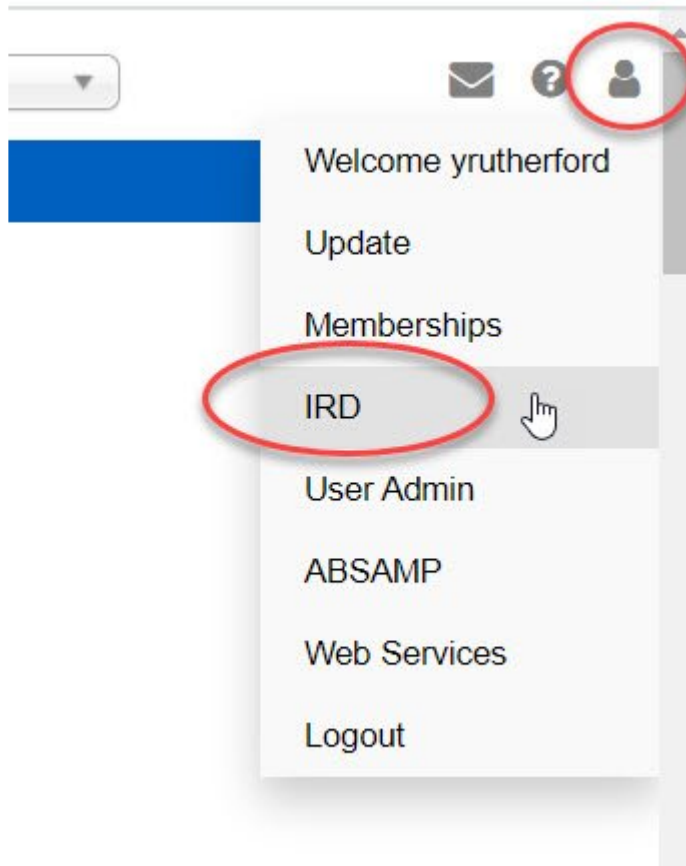 Welcome yrutherford
Update
Memberships
IRD
User Admin
ABSAMP
Web Services
Logout